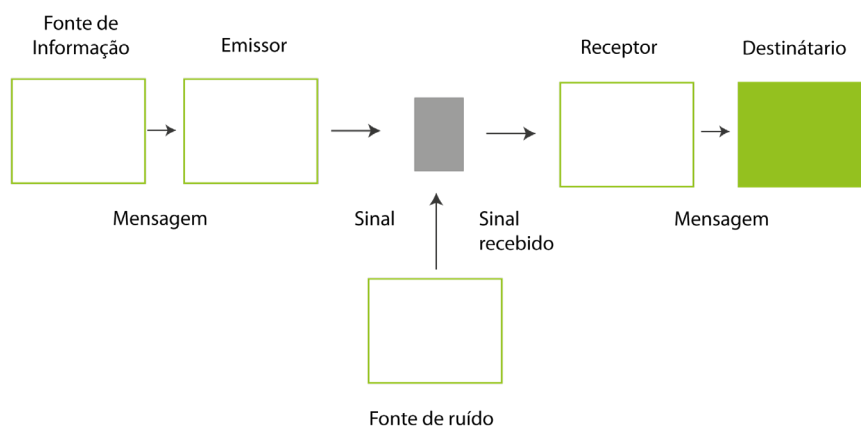 Fonte de
Informação
Emissor
Receptor
Destinátario
Mensagem
Sinal
Sinal
recebido
Mensagem
Fonte de ruído